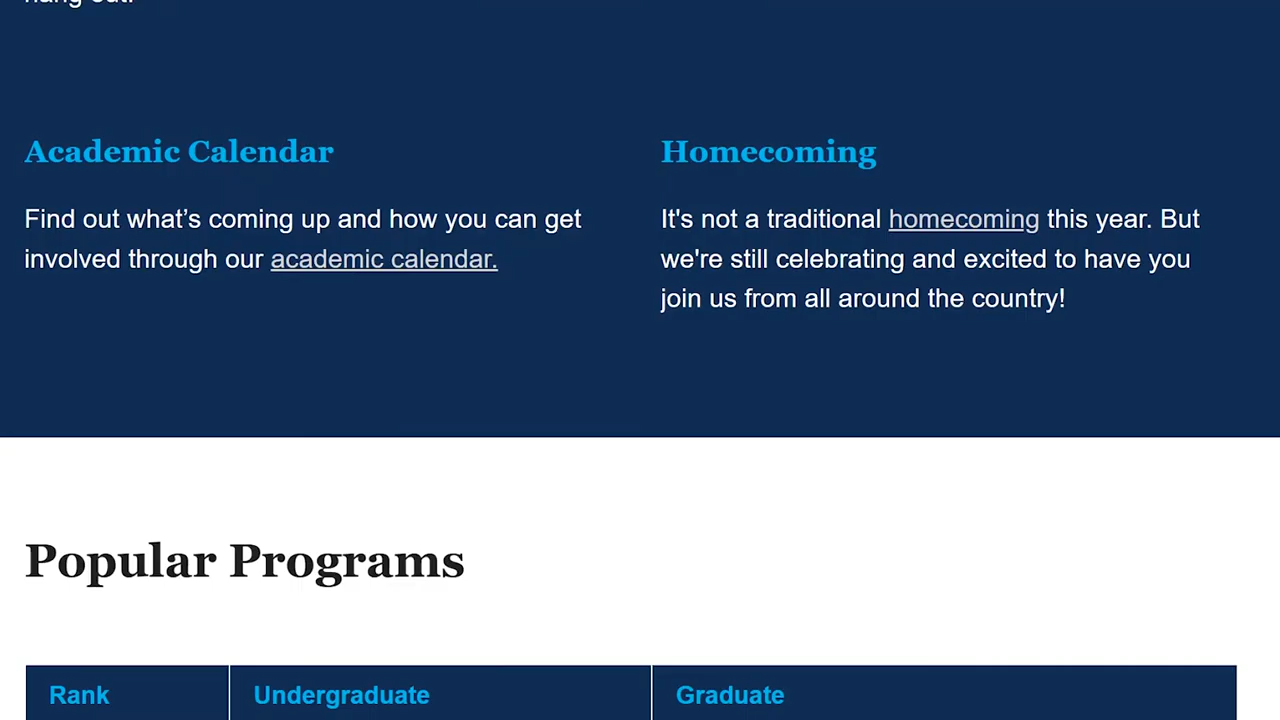 hang out.
Academic Calendar
Find out what’s coming up and how you can get
involved through our academic calendar.
Homecoming
It's not a traditional homecoming this year. But
we're still celebrating and excited to have you
join us from all around the country!
Popular Programs
Rank Undergraduate Graduate